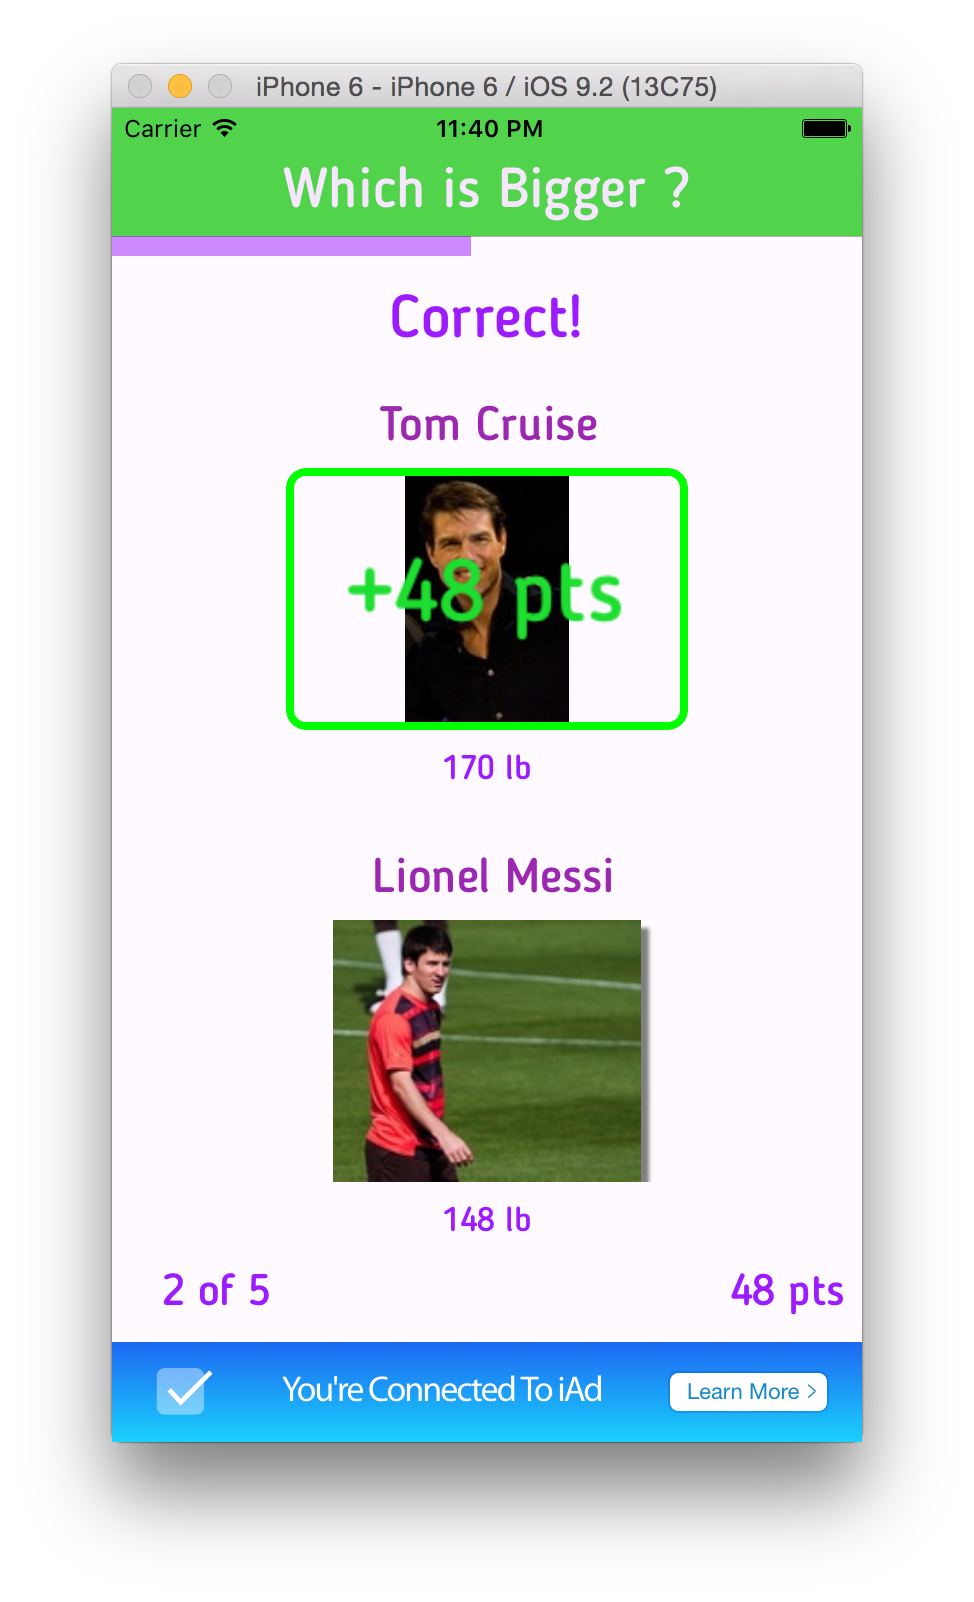 iPhone 6 - iPhone 6 / iOS 9.2 (13C75)
Carrier 11:40 PM
Which is Bigger ?
Correct!
Tom Cruise
+48 pts
170 lb
Lionel Messi
148 lb
2 of 5 48 pts
You're Connected To iAd Learn More >